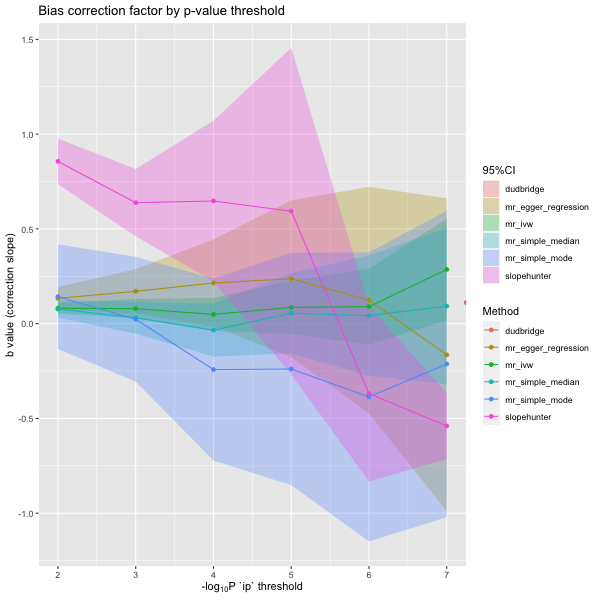 Bias correction factor by p-value threshold
1.5
1.0
0.5
0.0
-0.5
-1.0
b value (correction slope)
2 3 4 5 6 7
-log10P `ip` threshold
95%CI
dudbridge
mr_egger_regression
mr_ivw
mr_simple_median
mr_simple_mode
slopehunter
Method
dudbridge
mr_egger_regression
mr_ivw
mr_simple_median
mr_simple_mode
slopehunter